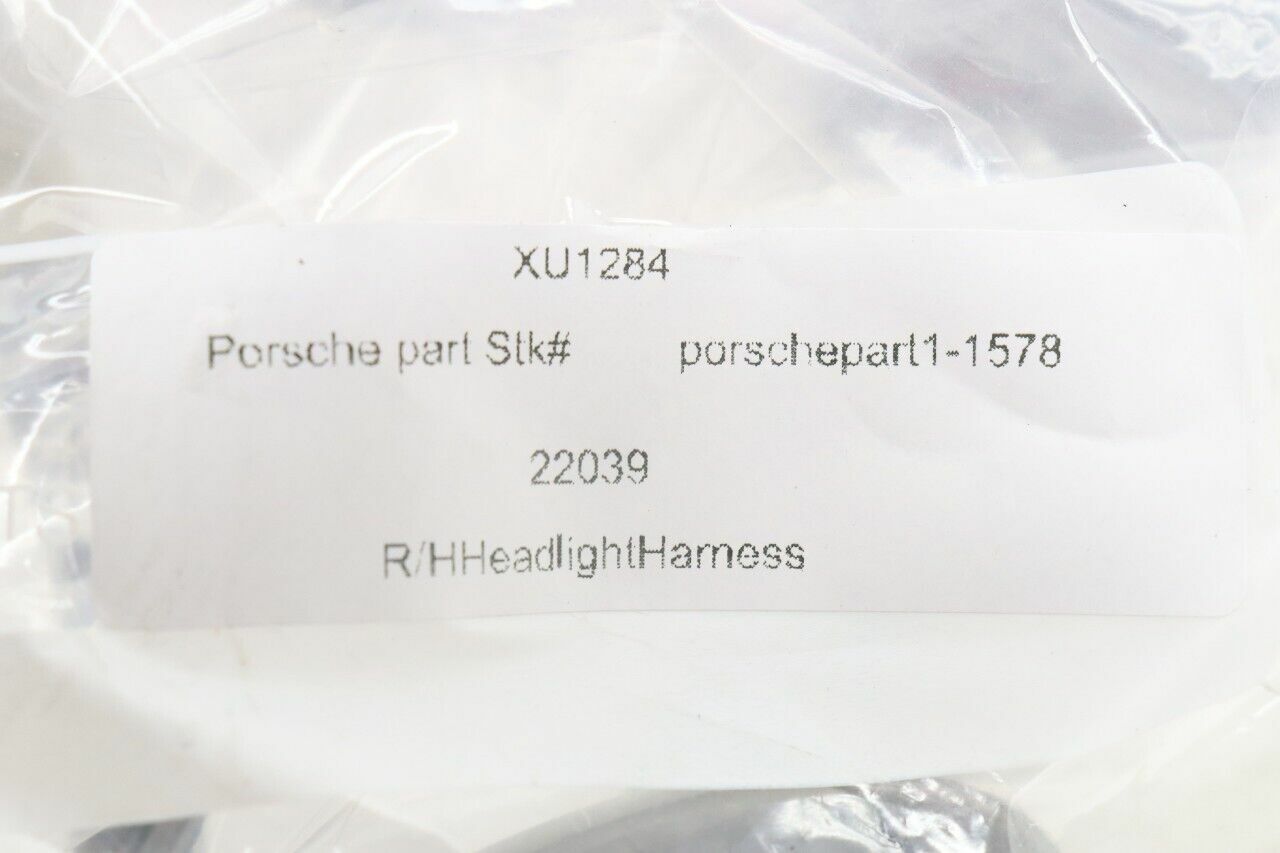 XU1284
Porsche part Stk# porschepart1-1578
22039
R/HHeadlightHarness